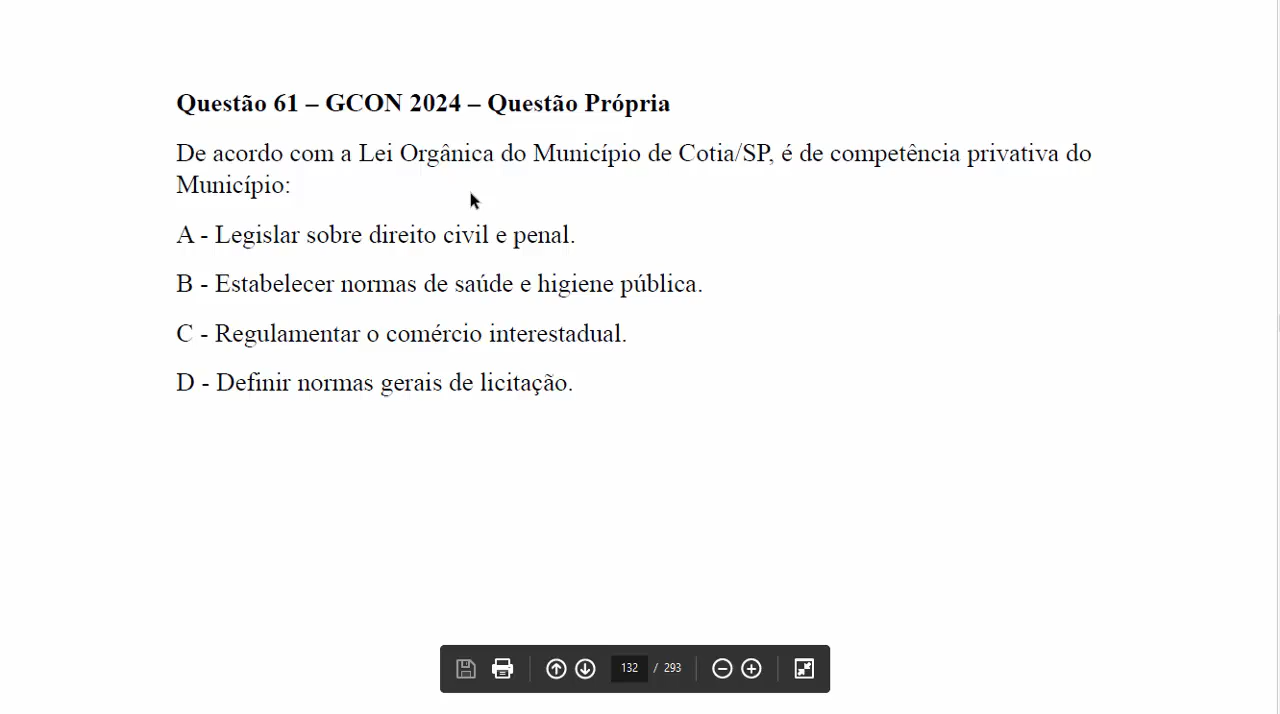 Questão 61 – GCON 2024 – Questão Própria
De acordo com a Lei Orgânica do Município de Cotia/SP, é de competência privativa do
Município:
A - Legislar sobre direito civil e penal.
B - Estabelecer normas de saúde e higiene pública.
C - Regulamentar o comércio interestadual.
D - Definir normas gerais de licitação.
132 / 293